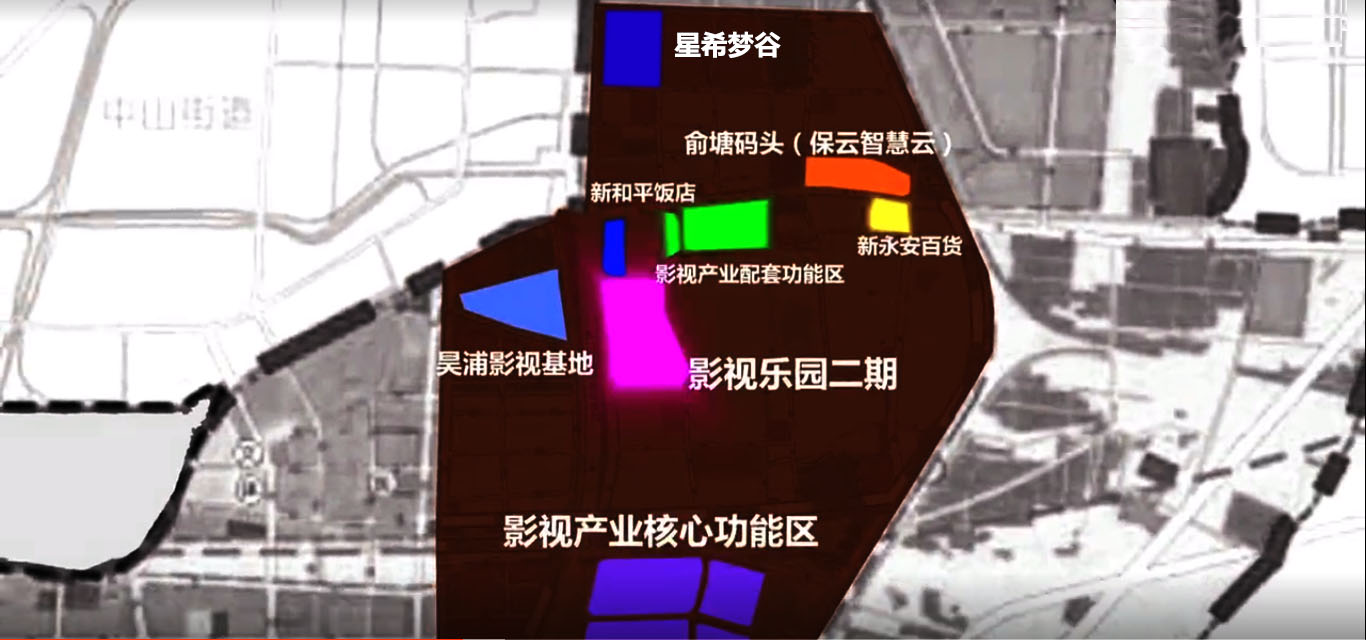 星希梦谷
中山街道
俞塘码头（保云智慧云）
新和平饭店
新永安百货
影视产业配套功能区
昊浦影视基地
影视乐园二期
影视产业核心功能区